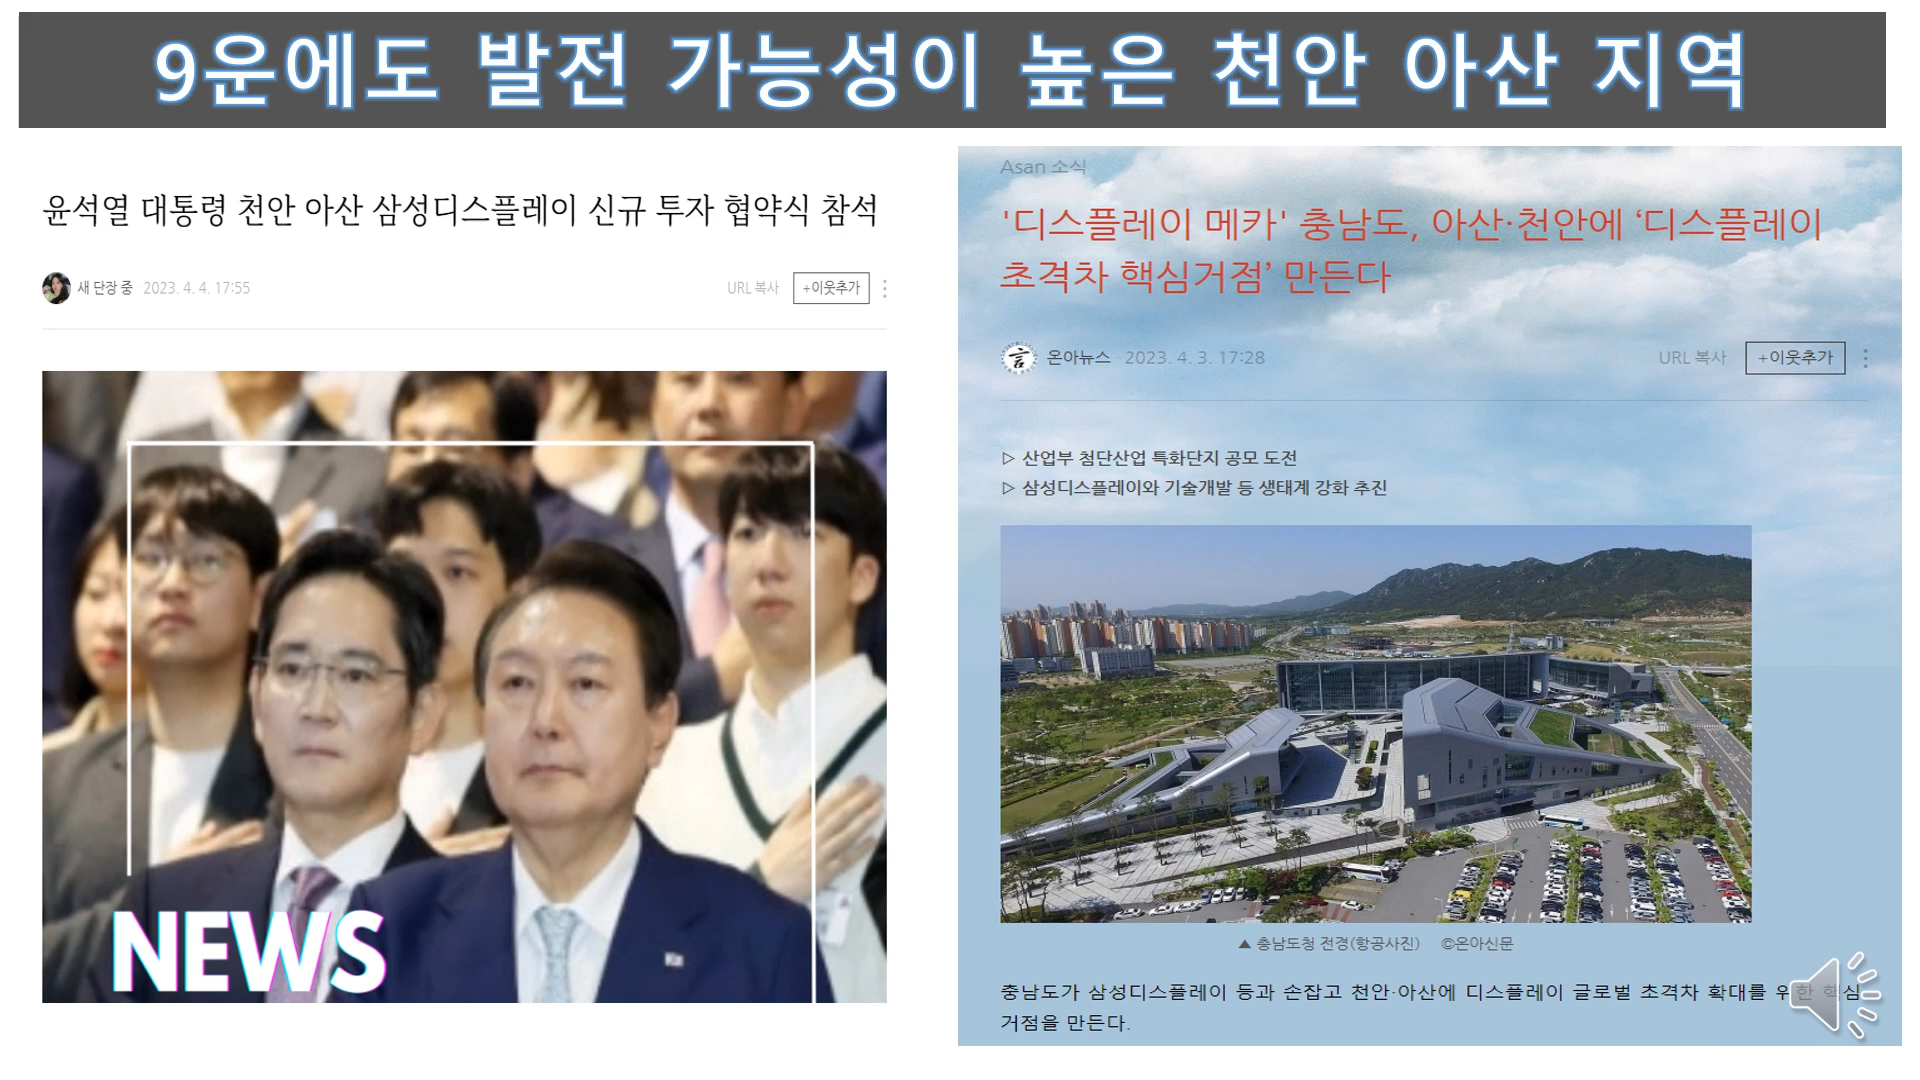 9운에도 발전 가능성이 높은 천안 아산 지역
윤석열 대통령 천안 아산 삼성디스플레이 신규 투자 협약식 참석
새 단장 중 · 2023. 4. 4. 17:55
URL 복사 +이웃추가
NEWS
Asan 소식
'디스플레이 메카' 충남도, 아산·천안에 ‘디스플레이
초격차 핵심거점’ 만든다
言
온아뉴스 2023. 4. 3. 17:28
URL 복사 +이웃추가
▷ 산업부 첨단산업 특화단지 공모 도전
▷ 삼성디스플레이와 기술개발 등 생태계 강화 추진
▲ 충남도청 전경(항공사진) ©온아신문
충남도가 삼성디스플레이 등과 손잡고 천안·아산에 디스플레이 글로벌 초격차 확대를 위한 핵심
거점을 만든다.